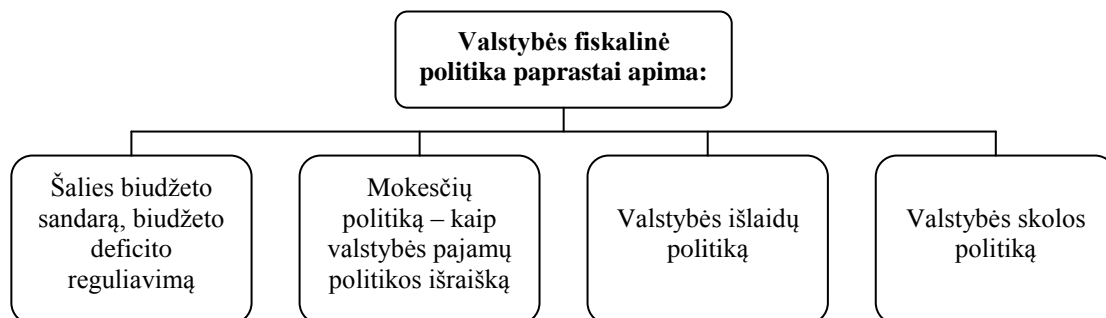 Valstybės fiskalinė
politika paprastai apima:
Šalies biudžeto
sandarą, biudžeto
deficito
reguliavimą
Mokesčių
politiką – kaip
valstybės pajamų
politikos išraišką
Valstybės išlaidų
politiką
Valstybės skolos
politiką